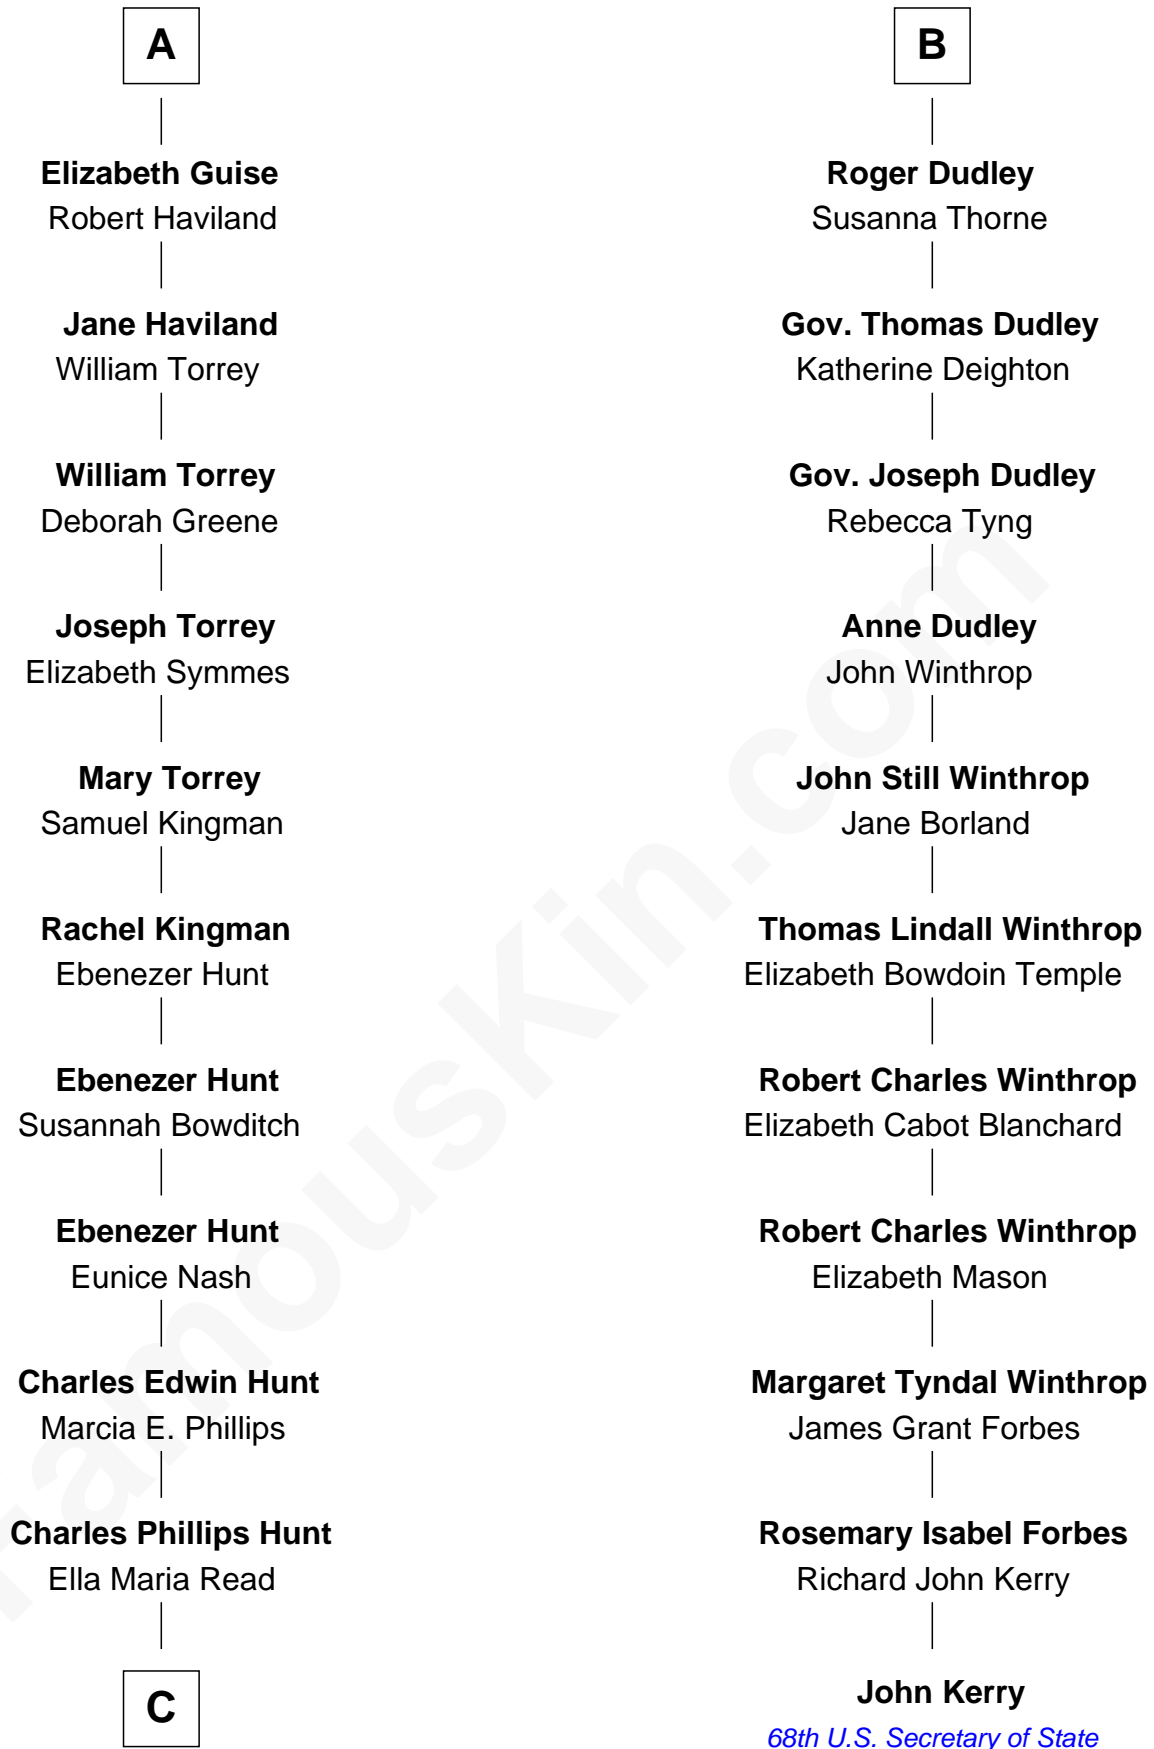 A
Elizabeth Guise
Robert Haviland
Jane Haviland
William Torrey
William Torrey
Deborah Greene
Joseph Torrey
Elizabeth Symmes
Mary Torrey
Samuel Kingman
Rachel Kingman
Ebenezer Hunt
Ebenezer Hunt
Susannah Bowditch
Ebenezer Hunt
Eunice Nash
Charles Edwin Hunt
Marcia E. Phillips
Charles Phillips Hunt
Ella Maria Read
C
B
Roger Dudley
Susanna Thorne
Gov. Thomas Dudley
Katherine Deighton
Gov. Joseph Dudley
Rebecca Tyng
Anne Dudley
John Winthrop
John Still Winthrop
Jane Borland
Thomas Lindall Winthrop
Elizabeth Bowdoin Temple
Robert Charles Winthrop
Elizabeth Cabot Blanchard
Robert Charles Winthrop
Elizabeth Mason
Margaret Tyndal Winthrop
James Grant Forbes
Rosemary Isabel Forbes
Richard John Kerry
John Kerry
68th U.S. Secretary of State
FamousKin.com